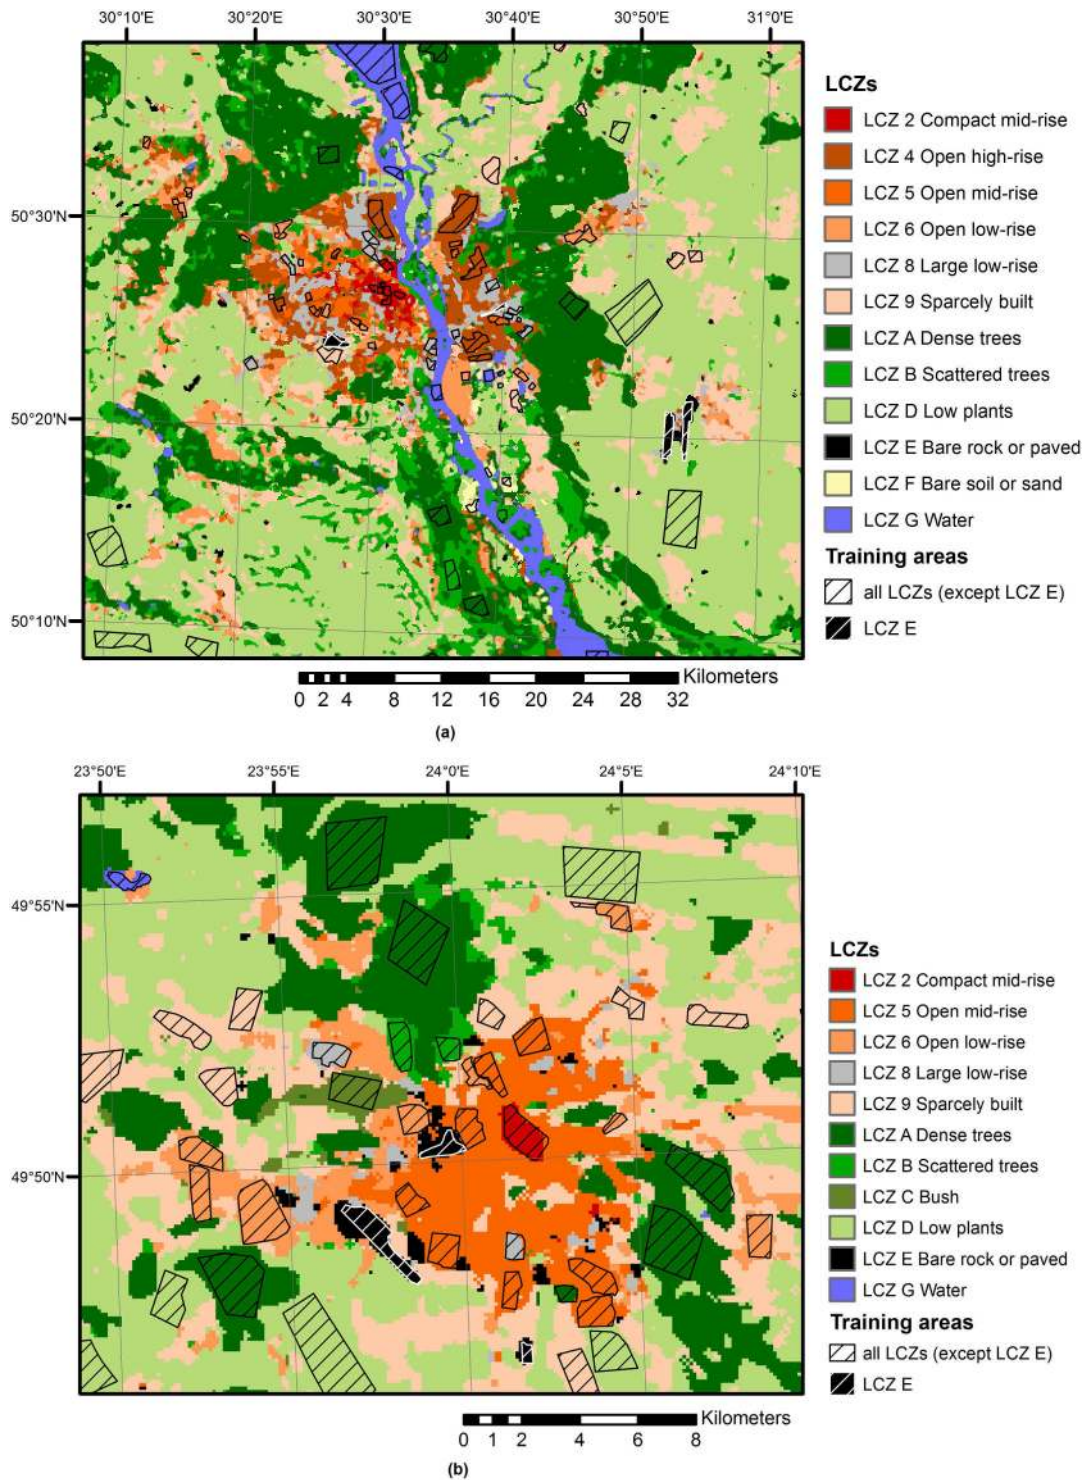 30°10'E 30°20'E 30°30'E 30°40'E 30°50'E 31°0'E
50°30'N
50°20'N
50°10'N
LCZs
LCZ 2 Compact mid-rise
LCZ 4 Open high-rise
LCZ 5 Open mid-rise
LCZ 6 Open low-rise
LCZ 8 Large low-rise
LCZ 9 Sparcely built
LCZ A Dense trees
LCZ B Scattered trees
LCZ D Low plants
LCZ E Bare rock or paved
LCZ F Bare soil or sand
LCZ G Water
Training areas
all LCZs (except LCZ E)
LCZ E
Kilometers
0 2 4 8 12 16 20 24 28 32
(a)
23°50'E 23°55'E 24°0'E 24°5'E 24°10'E
49°55'N
49°50'N
LCZs
LCZ 2 Compact mid-rise
LCZ 5 Open mid-rise
LCZ 6 Open low-rise
LCZ 8 Large low-rise
LCZ 9 Sparcely built
LCZ A Dense trees
LCZ B Scattered trees
LCZ C Bush
LCZ D Low plants
LCZ E Bare rock or paved
LCZ G Water
Training areas
all LCZs (except LCZ E)
LCZ E
Kilometers
0 1 2 4 6 8
(b)